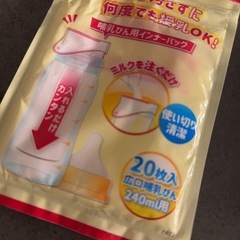 何度でも授乳OK!
哺乳びん用インナーパック
ミルクを注ぐだけ
入れるだけ
カンタン
使い切り
清潔
20枚入
広口哺乳びん
240ml用